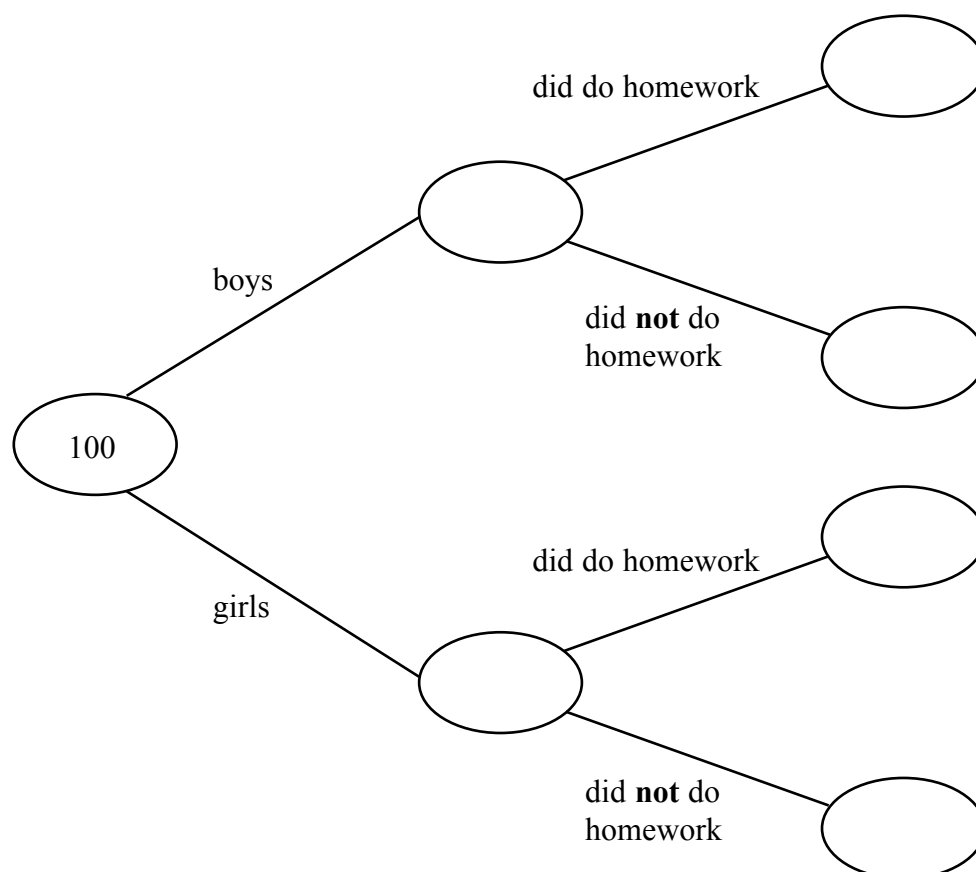 did do homework
boys
did not do
homework
100
did do homework
girls
did not do
homework